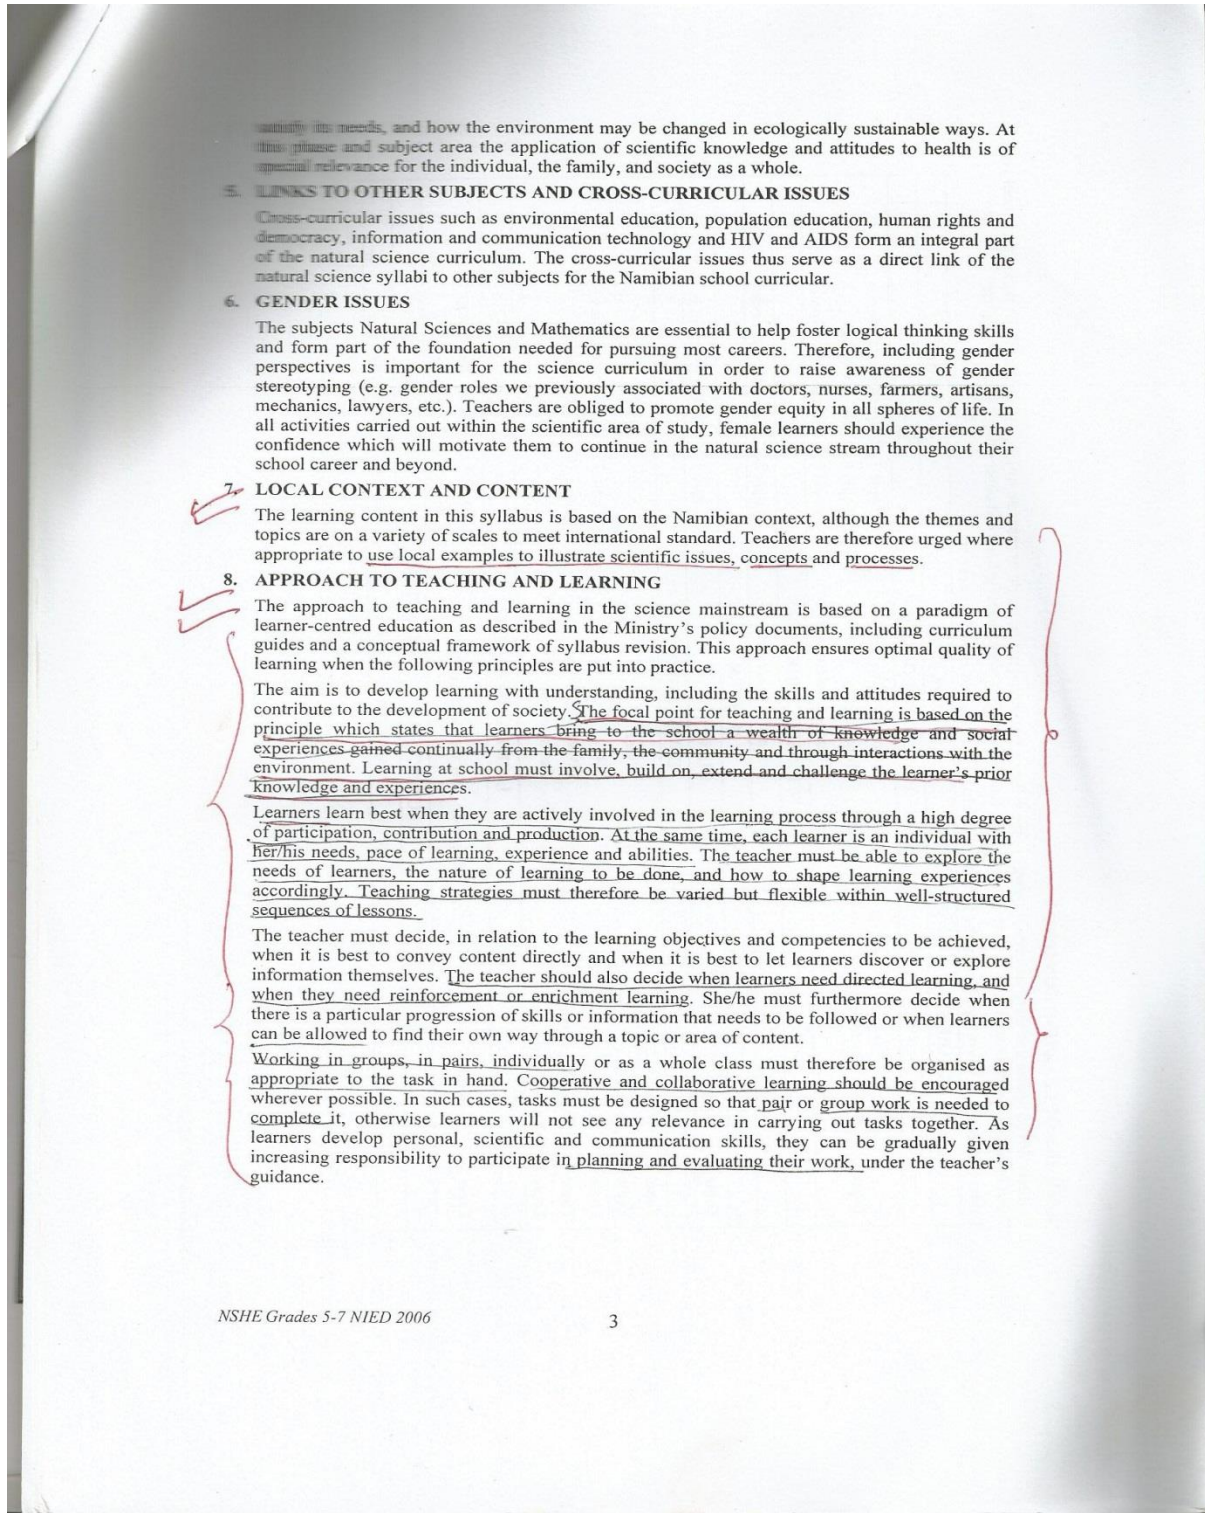 satisfy its needs, and how the environment may be changed in ecologically sustainable ways. At
this phase and subject area the application of scientific knowledge and attitudes to health is of
special relevance for the individual, the family, and society as a whole.
5. LINKS TO OTHER SUBJECTS AND CROSS-CURRICULAR ISSUES
Cross-curricular issues such as environmental education, population education, human rights and
democracy, information and communication technology and HIV and AIDS form an integral part
of the natural science curriculum. The cross-curricular issues thus serve as a direct link of the
natural science syllabi to other subjects for the Namibian school curricular.
6. GENDER ISSUES
The subjects Natural Sciences and Mathematics are essential to help foster logical thinking skills
and form part of the foundation needed for pursuing most careers. Therefore, including gender
perspectives is important for the science curriculum in order to raise awareness of gender
stereotyping (e.g. gender roles we previously associated with doctors, nurses, farmers, artisans,
mechanics, lawyers, etc.). Teachers are obliged to promote gender equity in all spheres of life. In
all activities carried out within the scientific area of study, female learners should experience the
confidence which will motivate them to continue in the natural science stream throughout their
school career and beyond.
7. LOCAL CONTEXT AND CONTENT
The learning content in this syllabus is based on the Namibian context, although the themes and
topics are on a variety of scales to meet international standard. Teachers are therefore urged where
appropriate to use local examples to illustrate scientific issues, concepts and processes.
8. APPROACH TO TEACHING AND LEARNING
The approach to teaching and learning in the science mainstream is based on a paradigm of
learner-centred education as described in the Ministry's policy documents, including curriculum
guides and a conceptual framework of syllabus revision. This approach ensures optimal quality of
learning when the following principles are put into practice.
The aim is to develop learning with understanding, including the skills and attitudes required to
contribute to the development of society. The focal point for teaching and learning is based on the
principle which states that learners bring to the school a wealth of knowledge and social
experiences gained continually from the family, the community and through interactions with the
environment. Learning at school must involve, build on, extend and challenge the learner's prior
knowledge and experiences.
Learners learn best when they are actively involved in the learning process through a high degree
of participation, contribution and production. At the same time, each learner is an individual with
her/his needs, pace of learning, experience and abilities. The teacher must be able to explore the
needs of learners, the nature of learning to be done, and how to shape learning experiences
accordingly. Teaching strategies must therefore be varied but flexible within well-structured
sequences of lessons.
The teacher must decide, in relation to the learning objectives and competencies to be achieved,
when it is best to convey content directly and when it is best to let learners discover or explore
information themselves. The teacher should also decide when learners need directed learning, and
when they need reinforcement or enrichment learning. She/he must furthermore decide when
there is a particular progression of skills or information that needs to be followed or when learners
can be allowed to find their own way through a topic or area of content.
Working in groups, in pairs, individually or as a whole class must therefore be organised as
appropriate to the task in hand. Cooperative and collaborative learning should be encouraged
wherever possible. In such cases, tasks must be designed so that pair or group work is needed to
complete it, otherwise learners will not see any relevance in carrying out tasks together. As
learners develop personal, scientific and communication skills, they can be gradually given
increasing responsibility to participate in planning and evaluating their work, under the teacher's
guidance.
NSHE Grades 5-7 NIED 2006
3